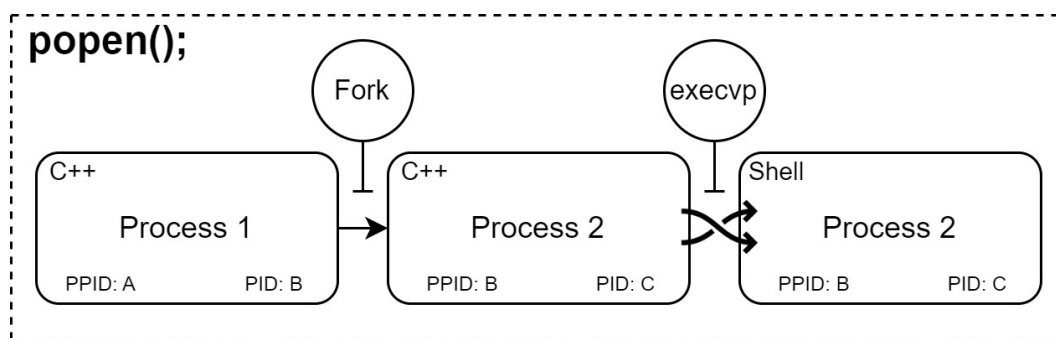 popen();
Fork
execvp
C++
Process 1
PPID: A
PID: B
C++
Process 2
PPID: B
PID: C
Shell
Process 2
PPID: B
PID: C